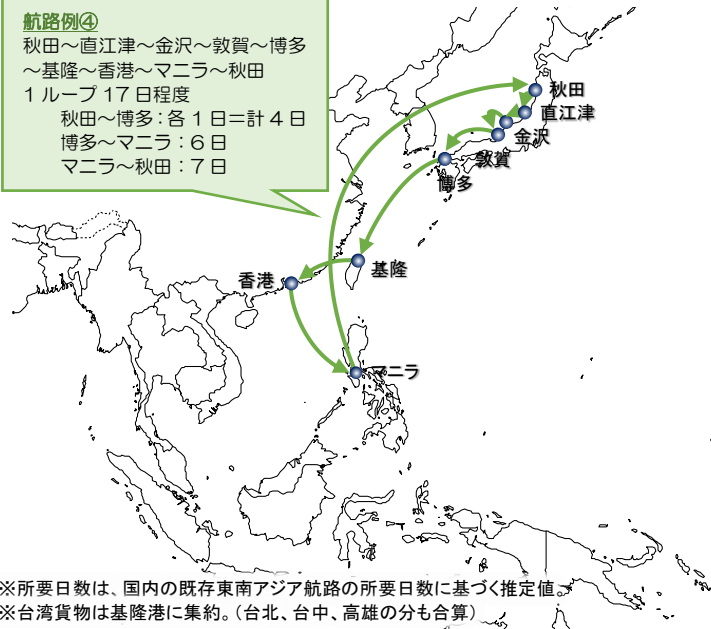 航路例④
秋田～直江津～金沢～敦賀～博多
～基隆～香港～マニラ～秋田
1 ループ 17 日程度
秋田～博多：各 1 日＝計 4 日
博多～マニラ：6 日
マニラ～秋田：7 日
秋田
直江津
金沢
敦賀
博多
基隆
香港
マニラ
※所要日数は、国内の既存東南アジア航路の所要日数に基づく推定値。
※台湾貨物は基隆港に集約。（台北、台中、高雄の分も合算）